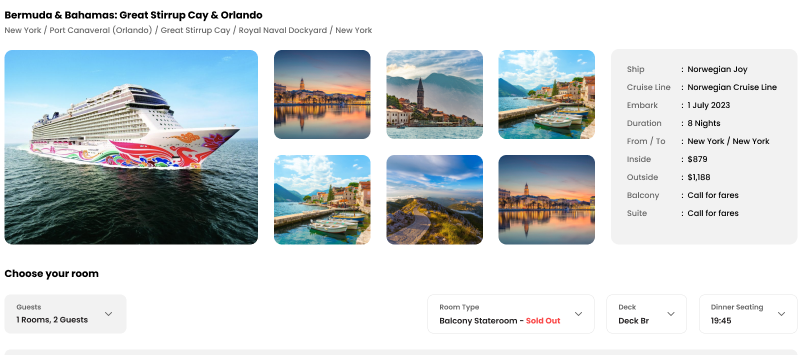 Bermuda & Bahamas: Great Stirrup Cay & Orlando
New York / Port Canaveral (Orlando) / Great Stirrup Cay / Royal Naval Dockyard / New York
Ship : Norwegian Joy
Cruise Line : Norwegian Cruise Line
Embark : 1 July 2023
Duration : 8 Nights
From / To : New York / New York
Inside : $879
Outside : $1,188
Balcony : Call for fares
Suite : Call for fares
Choose your room
Guests
1 Rooms, 2 Guests
Room Type
Balcony Stateroom - Sold Out
Deck
Deck Br
Dinner Seating
19:45